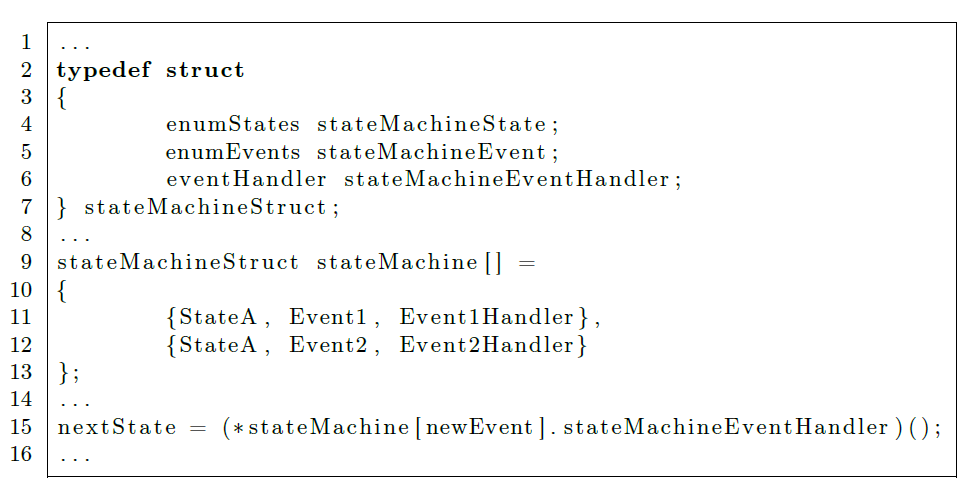 1 ...
2 typedef struct
3 {
4 enumStates stateMachineState;
5 enumEvents stateMachineEvent;
6 eventHandler stateMachineEventHandler;
7 } stateMachineStruct;
8 ...
9 stateMachineStruct stateMachine[] =
10 {
11 {StateA, Event1, Event1Handler},
12 {StateA, Event2, Event2Handler}
13 };
14 ...
15 nextState = (*stateMachine[newEvent].stateMachineEventHandler)();
16 ...